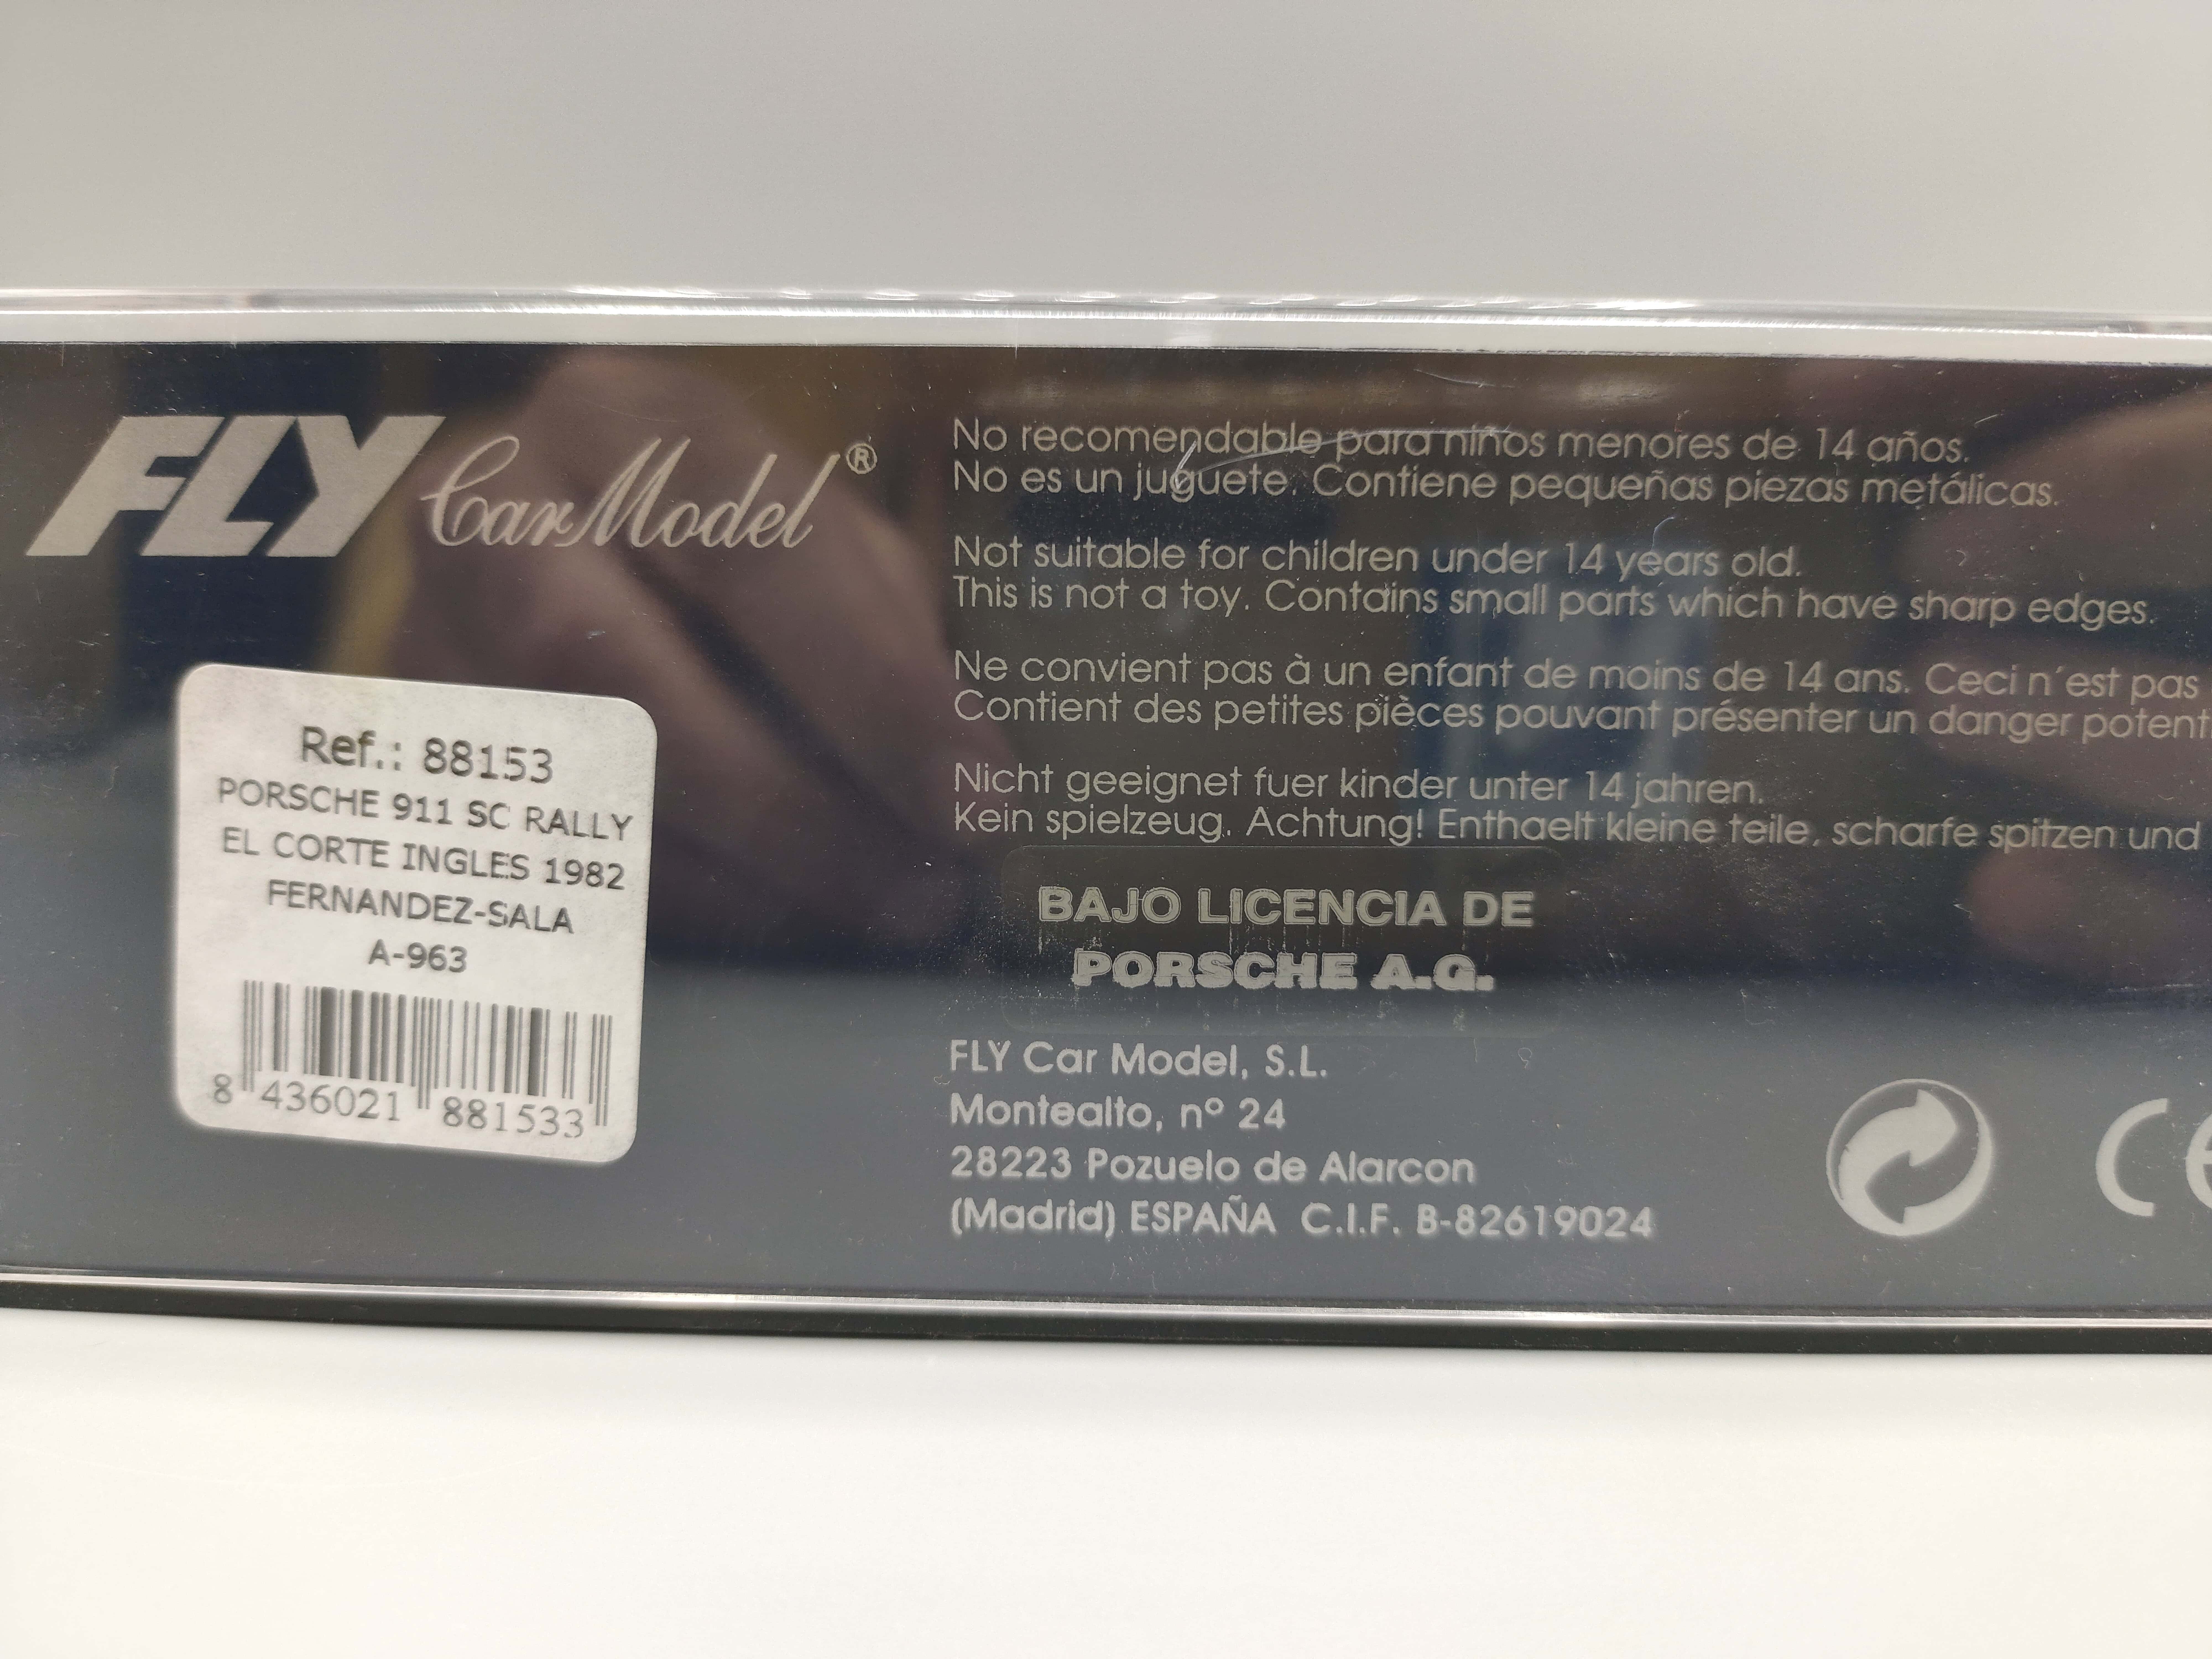 FLY Car Model ®
Ref.: 88153
PORSCHE 911 SC RALLY
EL CORTE INGLES 1982
FERNANDEZ-SALA
A-963
8 436021 881533
No recomendable para niños menores de 14 años.
No es un juguete. Contiene pequeñas piezas metálicas.
Not suitable for children under 14 years old.
This is not a toy. Contains small parts which have sharp edges.
Ne convient pas à un enfant de moins de 14 ans. Ceci n'est pas
Contient des petites pièces pouvant présenter un danger potent
Nicht geeignet fuer kinder unter 14 jahren.
Kein spielzeug. Achtung! Enthaelt kleine teile, scharfe spitzen und
BAJO LICENCIA DE
PORSCHE A.G.
FLY Car Model, S.L.
Montealto, nº 24
28223 Pozuelo de Alarcon
(Madrid) ESPAÑA C.I.F. B-82619024
CE